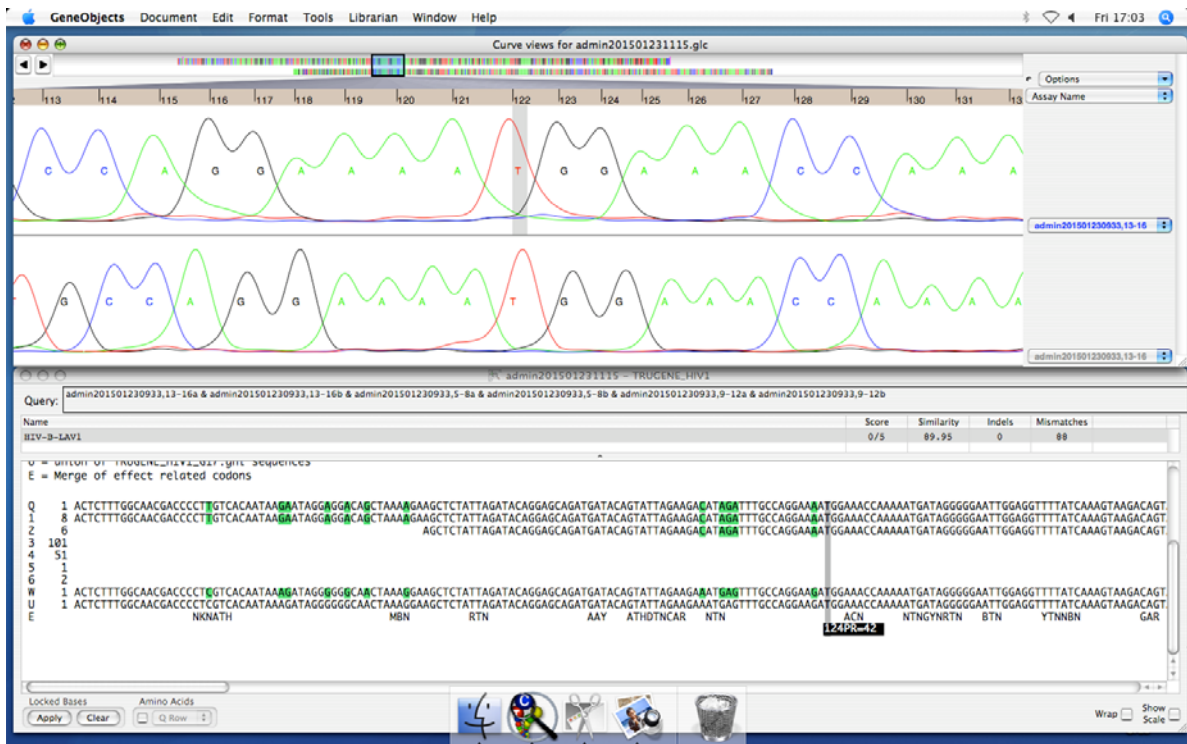 GeneObjects Document Edit Format Tools Librarian Window Help Fri 17:03
Curve views for admin201501231115.glc
Options
113 114 115 116 117 118 119 120 121 122 123 124 125 126 127 128 129 130 131 13 Assay Name
C C A G G A A A A T G G A A A C C A A A
admin201501230933,13-16
G C C A G G A A A A T G G A A A C C A A A A
admin201501230933,13-16
admin201501231115 – TRUGENE_HIV1
Query: admin201501230933,13-16a & admin201501230933,13-16b & admin201501230933,5-8a & admin201501230933,5-8b & admin201501230933,9-12a & admin201501230933,9-12b
Name Score Similarity Indels Mismatches
HIV-B-LAV1 0/5 89.95 0 88
E = Merge of effect related codons
Q 1 ACTCTTTGGCAACGACCCCTTGTCACAATAAGAATAGGAGGACAGCTAAAAGAAGCTCTATTAGATACAGGAGCAGATGATACAGTATTAGAAGACATAGATTTGCCAGGAAAATGGAAACCAAAAATGATAGGGGGAATTGGAGGTTTTATCAAAGTAAGACAGT
1 8 ACTCTTTGGCAACGACCCCTTGTCACAATAAGAATAGGAGGACAGCTAAAAGAAGCTCTATTAGATACAGGAGCAGATGATACAGTATTAGAAGACATAGATTTGCCAGGAAAATGGAAACCAAAAATGATAGGGGGAATTGGAGGTTTTATCAAAGTAAGACAGT
2 6 AGCTCTATTAGATACAGGAGCAGATGATACAGTATTAGAAGACATAGATTTGCCAGGAAAATGGAAACCAAAAATGATAGGGGGAATTGGAGGTTTTATCAAAGTAAGACAGT
3 101
4 51
5 1
6 2
W 1 ACTCTTTGGCAACGACCCCTCGTCACAATAAAGATAGGGGGGCAACTAAAGGAAGCTCTATTAGATACAGGAGCAGATGATACAGTATTAGAAGAAATGAGTTTGCCAGGAAGATGGAAACCAAAAATGATAGGGGGAATTGGAGGTTTTATCAAAGTAAGACAGT
U 1 ACTCTTTGGCAACGACCCCTCGTCACAATAAAGATAGGGGGGCAACTAAAGGAAGCTCTATTAGATACAGGAGCAGATGATACAGTATTAGAAGAAATGAGTTTGCCAGGAAGATGGAAACCAAAAATGATAGGGGGAATTGGAGGTTTTATCAAAGTAAGACAGT
E NKNATH MBN RTN AAY ATHDTNCAR NTN ACN NTNGYNRTN BTN YTNNBN GAR
124PR=42
Locked Bases Amino Acids
Apply Clear Q Row Wrap Show Scale